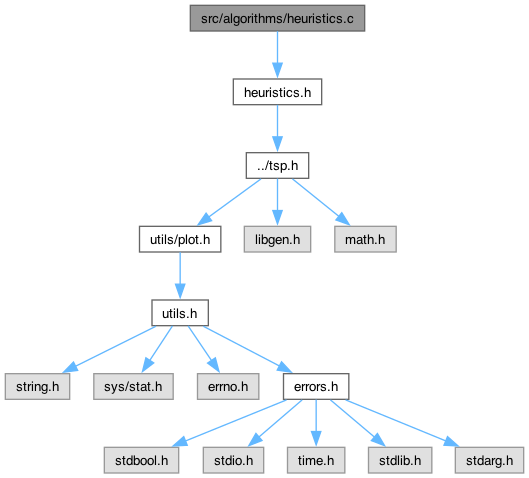 src/algorithms/heuristics.c
heuristics.h
../tsp.h
utils/plot.h
libgen.h
math.h
utils.h
string.h
sys/stat.h
errno.h
errors.h
stdbool.h
stdio.h
time.h
stdlib.h
stdarg.h